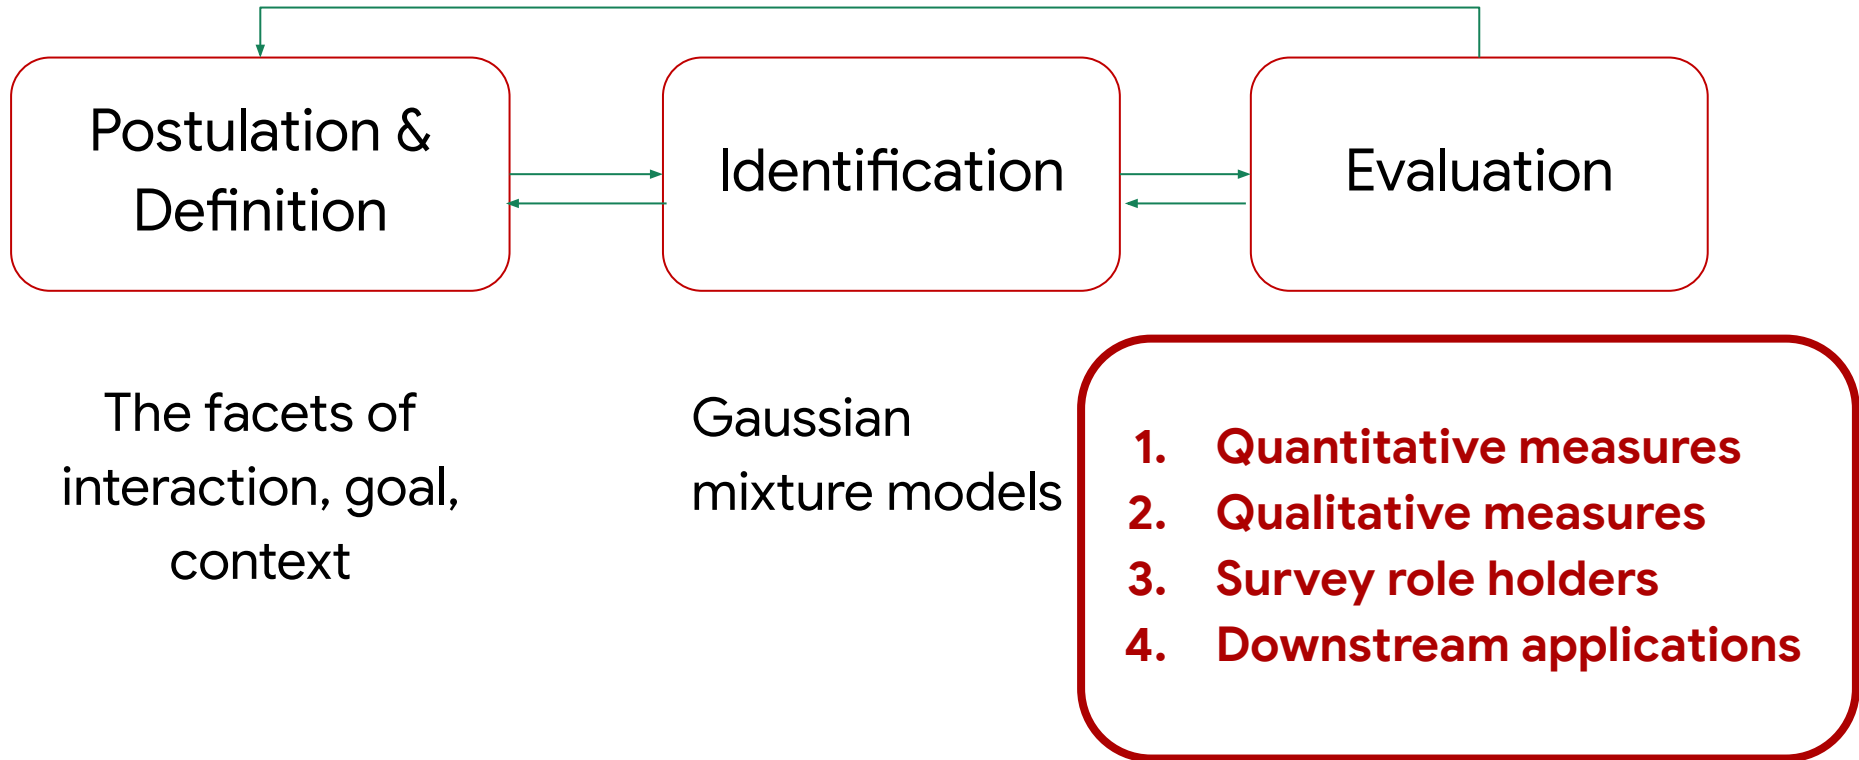 Postulation &
Definition
Identification
Evaluation
The facets of
interaction, goal,
context
Gaussian
mixture models
1. Quantitative measures
2. Qualitative measures
3. Survey role holders
4. Downstream applications